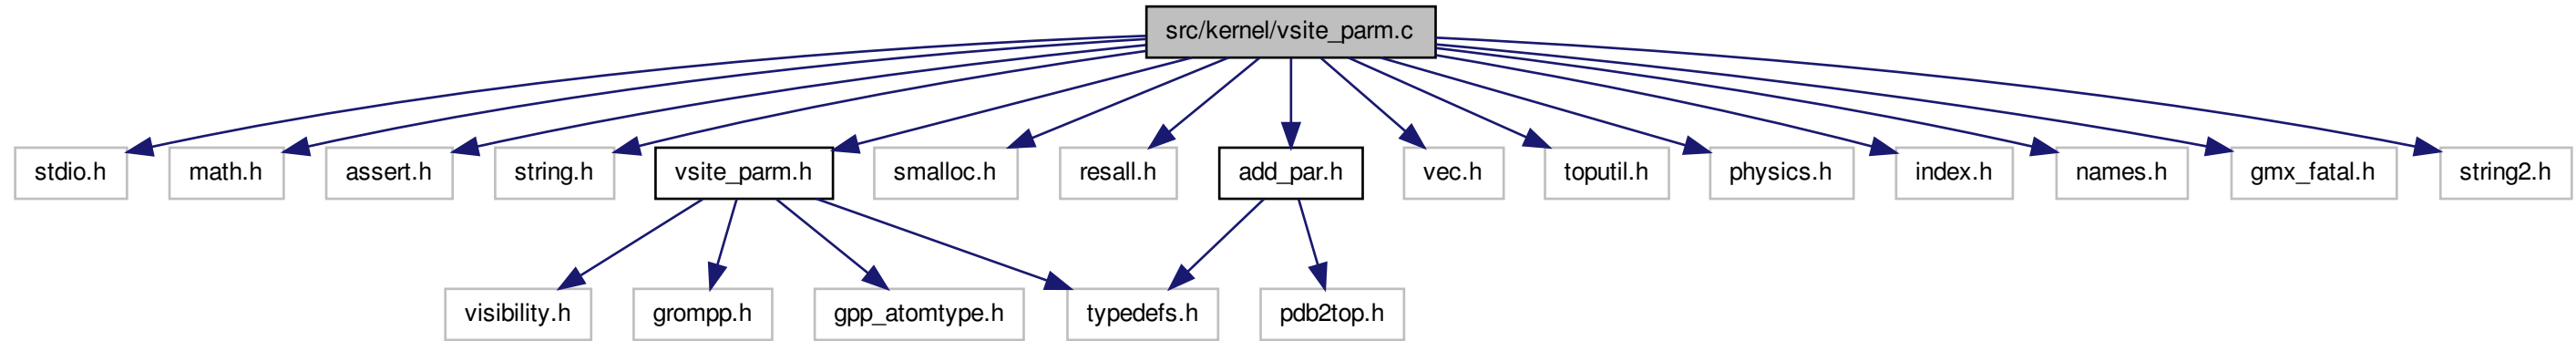 src/kernel/vsite_parm.c
stdio.h
math.h
assert.h
string.h
vsite_parm.h
smalloc.h
resall.h
add_par.h
vec.h
toputil.h
physics.h
index.h
names.h
gmx_fatal.h
string2.h
visibility.h
grompp.h
gpp_atomtype.h
typedefs.h
pdb2top.h